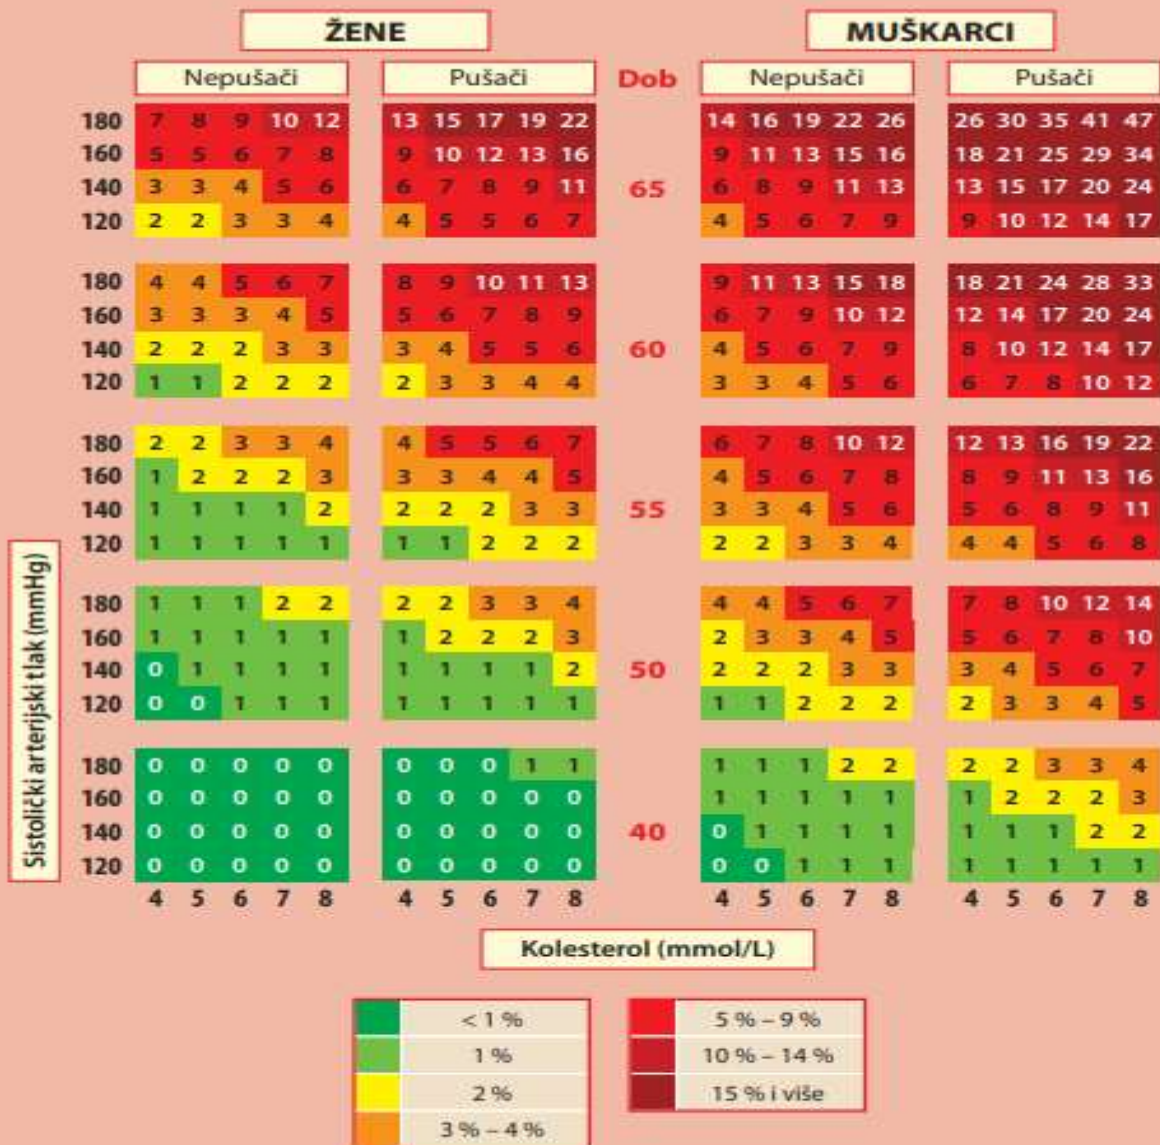 ŽENE MUŠKARCI
Nepušači Pušači Dob Nepušači Pušači
180 7 8 9 10 12 13 15 17 19 22 14 16 19 22 26 26 30 35 41 47
160 5 5 6 7 8 9 10 12 13 16 9 11 13 15 16 18 21 25 29 34
140 3 3 4 5 6 6 7 8 9 11 65 6 8 9 11 13 13 15 17 20 24
120 2 2 3 3 4 4 5 5 6 7 4 5 6 7 9 9 10 12 14 17
180 4 4 5 6 7 8 9 10 11 13 9 11 13 15 18 18 21 24 28 33
160 3 3 3 4 5 5 6 7 8 9 6 7 9 10 12 12 14 17 20 24
140 2 2 2 3 3 3 4 5 5 6 60 4 5 6 7 9 8 10 12 14 17
120 1 1 2 2 2 2 3 3 4 4 3 3 4 5 6 6 7 8 10 12
180 2 2 3 3 4 4 5 5 6 7 6 7 8 10 12 12 13 16 19 22
160 1 2 2 2 3 3 3 4 4 5 4 5 6 7 8 8 9 11 13 16
140 1 1 1 1 2 2 2 2 3 3 55 3 3 4 5 6 5 6 8 9 11
120 1 1 1 1 1 1 1 2 2 2 2 2 3 3 4 4 4 5 6 8
180 1 1 1 2 2 2 2 3 3 4 4 4 5 6 7 7 8 10 12 14
160 1 1 1 1 1 1 2 2 2 3 2 3 3 4 5 5 6 7 8 10
140 0 1 1 1 1 1 1 1 1 2 50 2 2 2 3 3 3 4 5 6 7
120 0 0 1 1 1 1 1 1 1 1 1 1 2 2 2 2 3 3 4 5
180 0 0 0 0 0 0 0 0 1 1 1 1 1 2 2 2 2 3 3 4
160 0 0 0 0 0 0 0 0 0 0 1 1 1 1 1 1 2 2 2 3
140 0 0 0 0 0 0 0 0 0 0 40 0 1 1 1 1 1 1 1 2 2
120 0 0 0 0 0 0 0 0 0 0 0 0 1 1 1 1 1 1 1 1
4 5 6 7 8 4 5 6 7 8 4 5 6 7 8 4 5 6 7 8
Sistolički arterijski tlak (mmHg)
Kolesterol (mmol/L)
< 1 % 5 % – 9 %
1 % 10 % – 14 %
2 % 15 % i više
3 % – 4 %